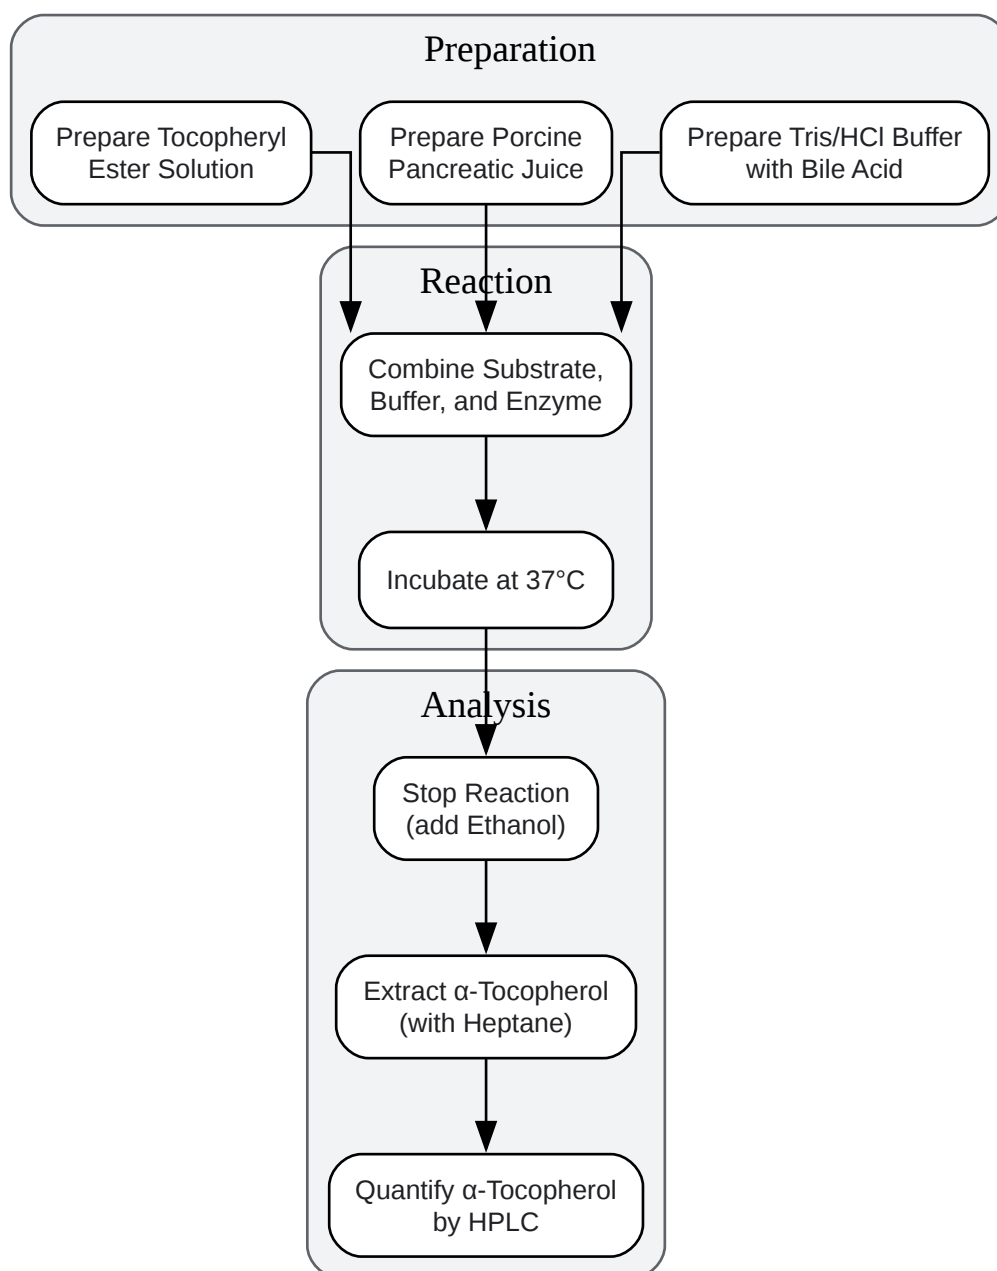 Preparation
Prepare Tocopheryl
Ester Solution
Prepare Porcine
Pancreatic Juice
Prepare Tris/HCl Buffer
with Bile Acid
Reaction
Combine Substrate,
Buffer, and Enzyme
Incubate at 37°C
Analysis
Stop Reaction
(add Ethanol)
Extract α-Tocopherol
(with Heptane)
Quantify α-Tocopherol
by HPLC